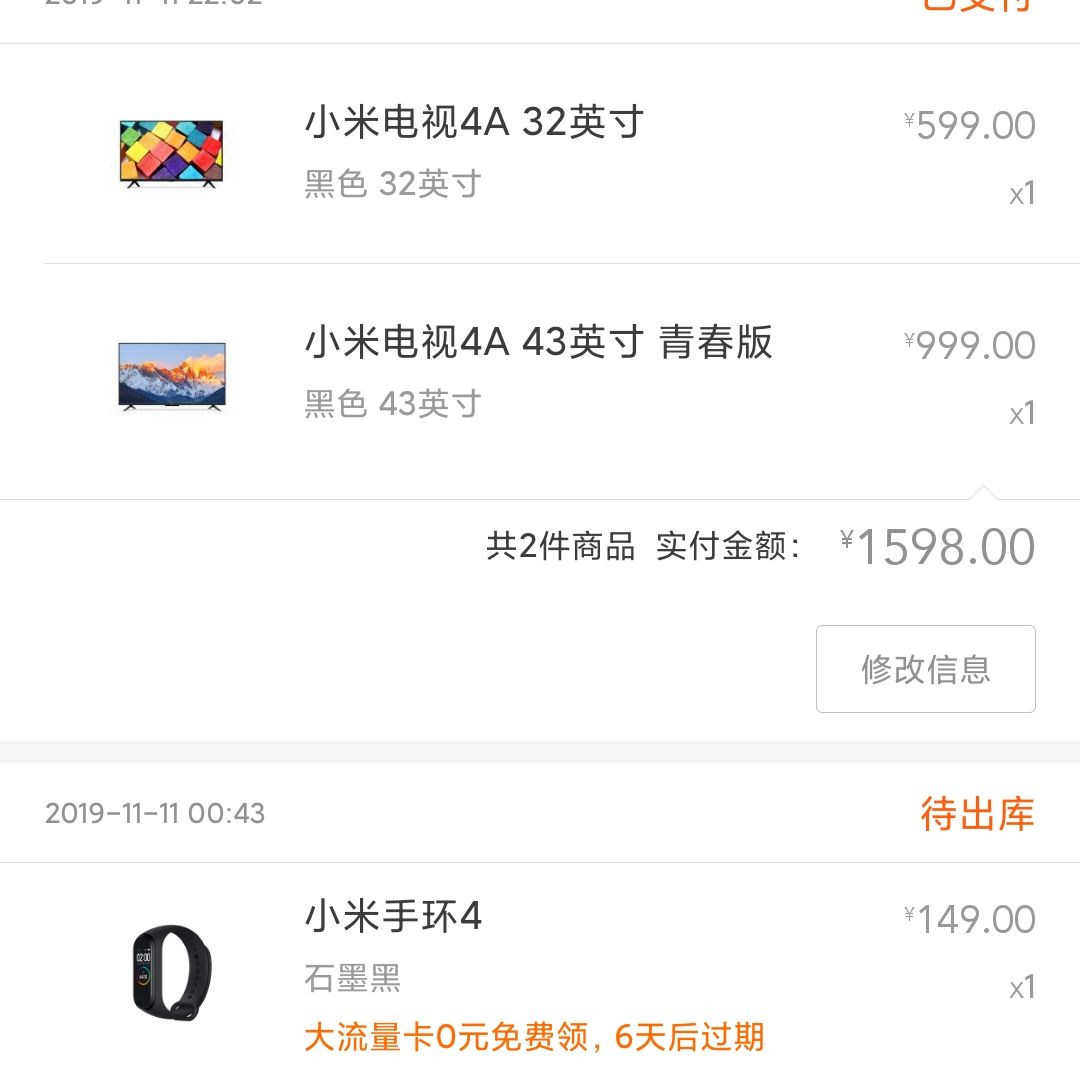 小米电视4A 32英寸
¥599.00
黑色 32英寸
x1
小米电视4A 43英寸 青春版
¥999.00
黑色 43英寸
x1
共2件商品 实付金额： ¥1598.00
修改信息
2019-11-11 00:43
待出库
小米手环4
¥149.00
02:00
石墨黑
x1
大流量卡0元免费领，6天后过期